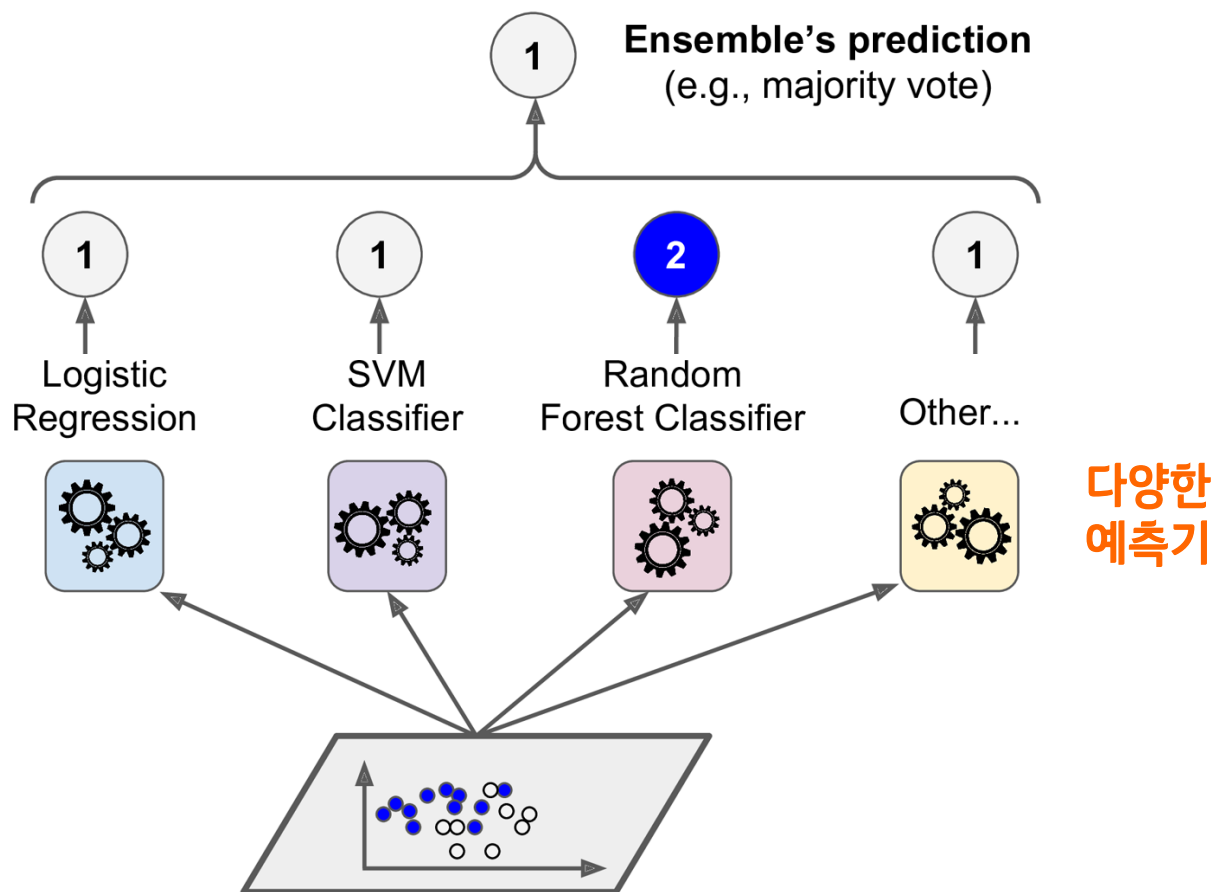 1
Ensemble's prediction
(e.g., majority vote)
1
1
2
1
Logistic
Regression
SVM
Classifier
Random
Forest Classifier
Other...
다양한
예측기